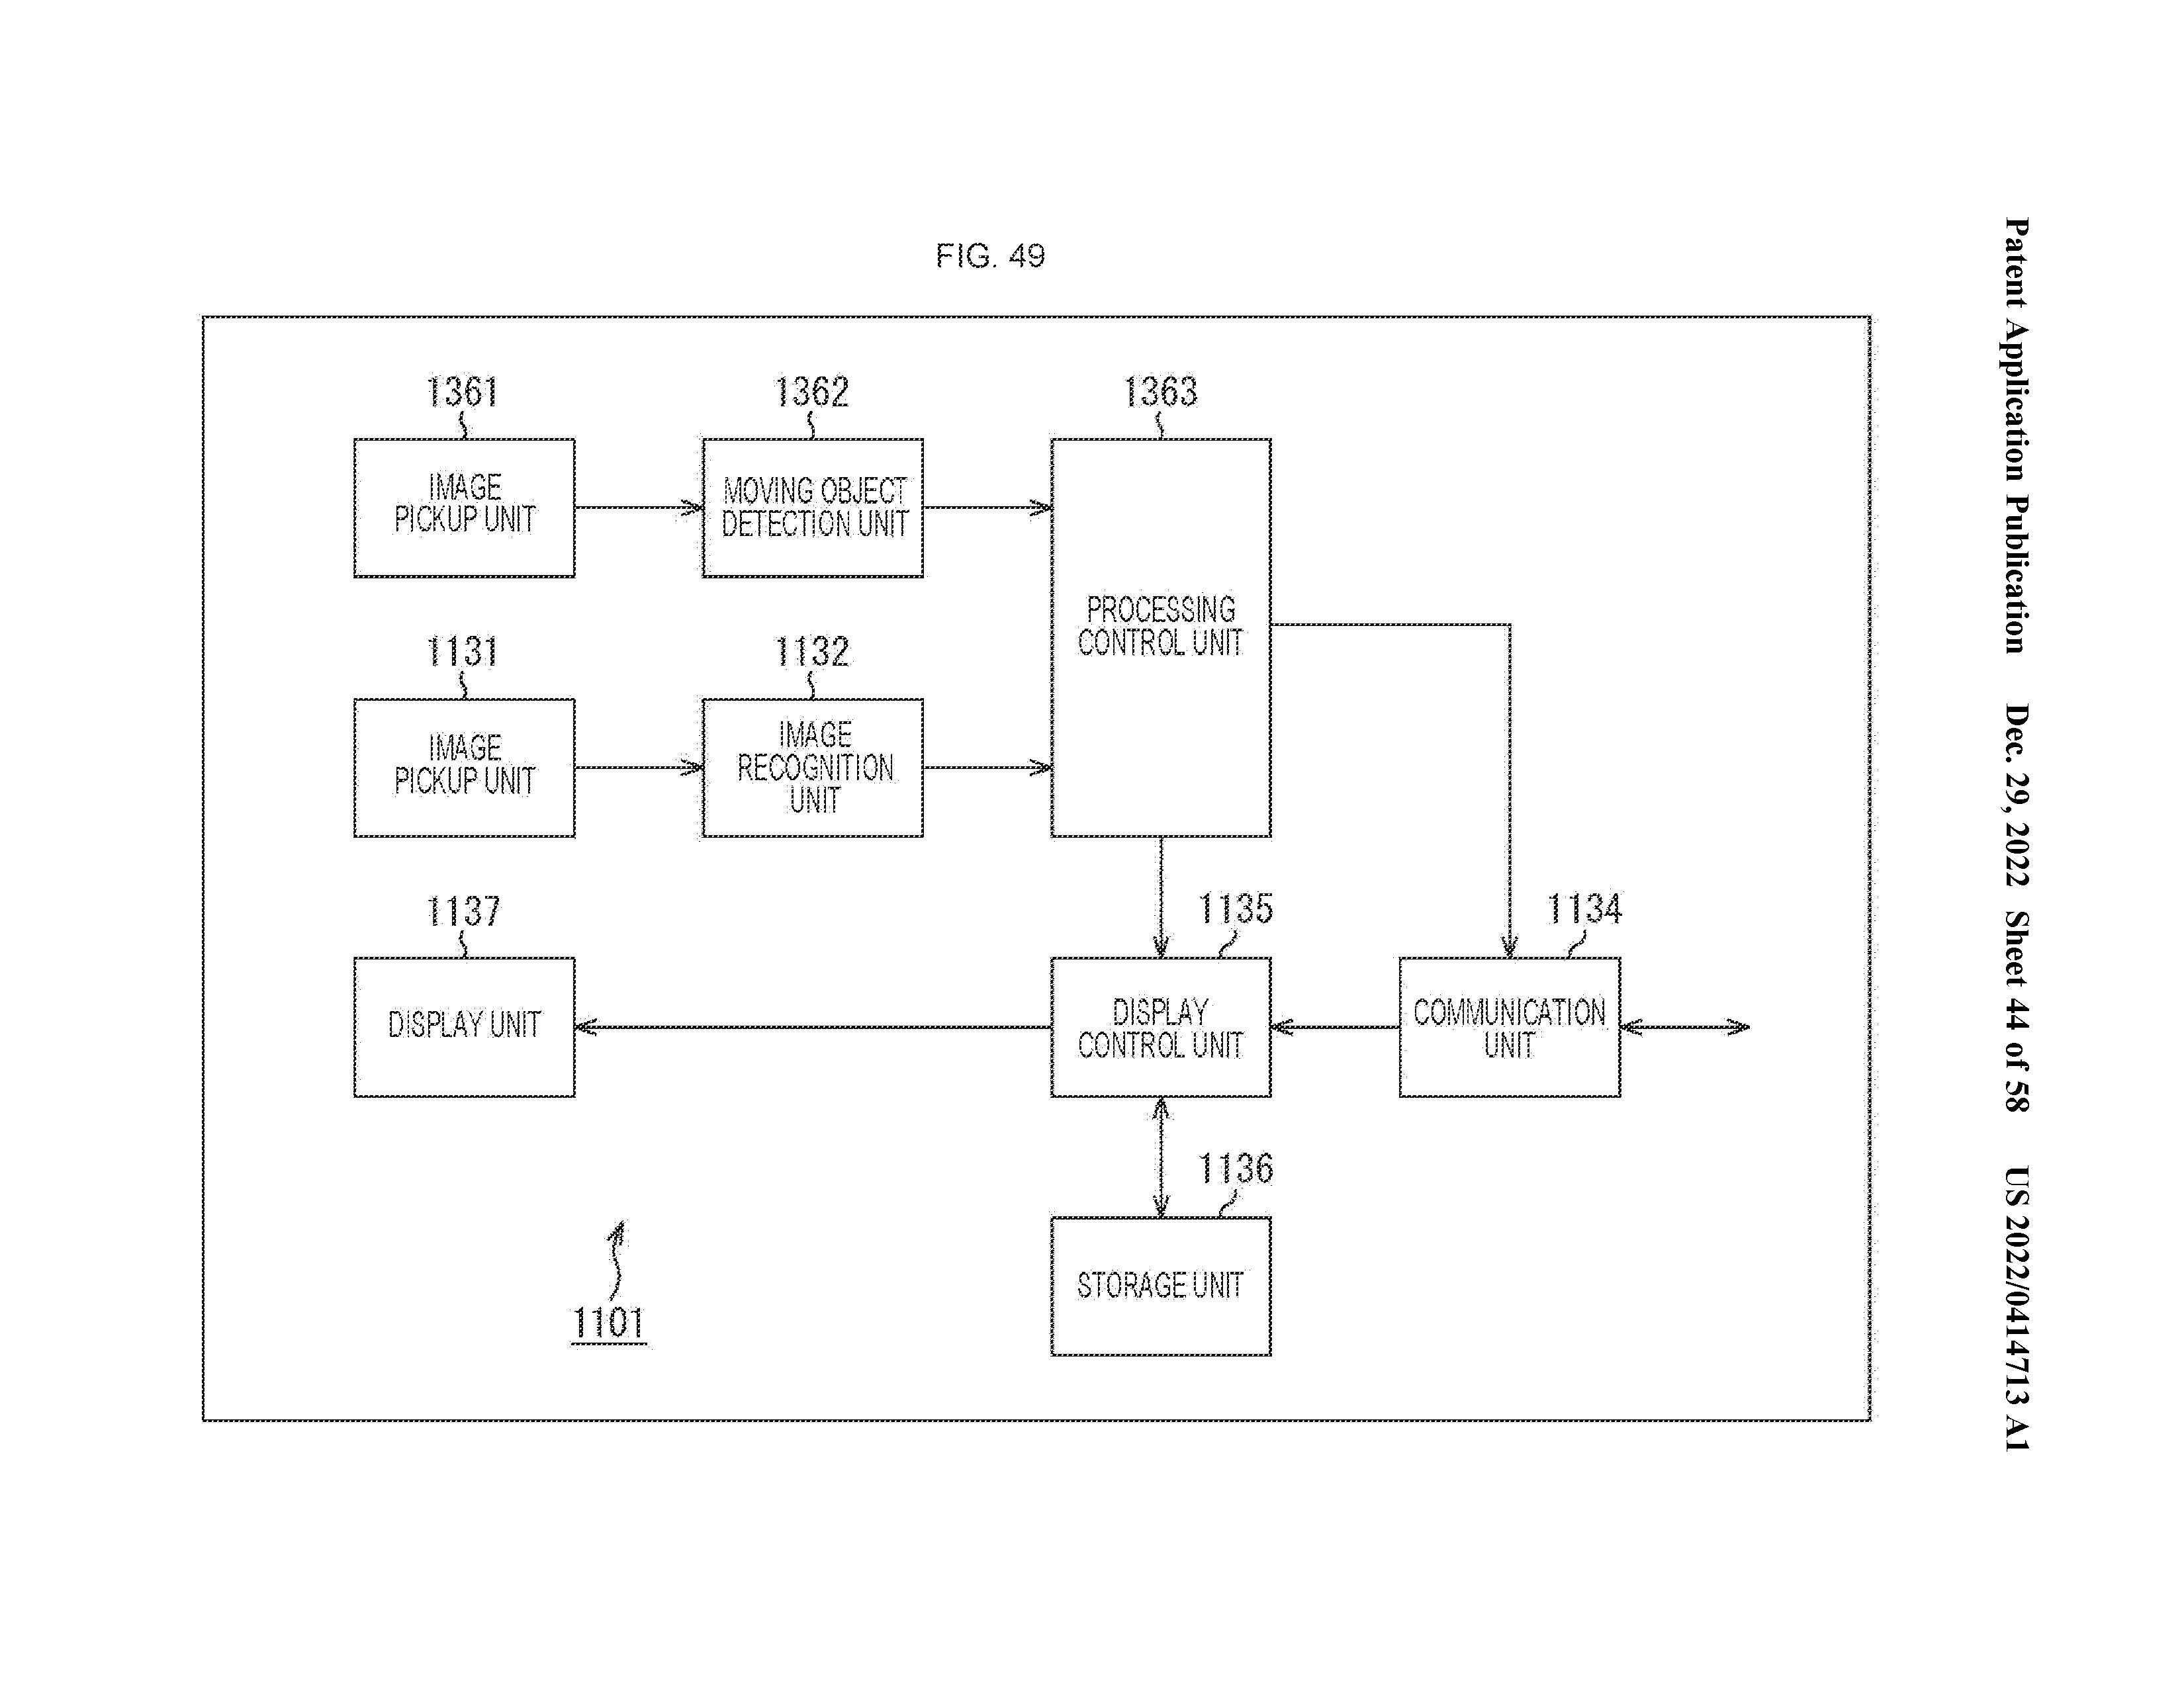 Patent Application Publication Dec. 29, 2022 Sheet 44 of 58 US 2022/0414713 A1
FIG. 49
1361
1362
1363
IMAGE
PICKUP UNIT
MOVING OBJECT
DETECTION UNIT
PROCESSING
CONTROL UNIT
1131
1132
IMAGE
PICKUP UNIT
IMAGE
RECOGNITION
UNIT
1137
1135
1134
DISPLAY UNIT
DISPLAY
CONTROL UNIT
COMMUNICATION
UNIT
1136
STORAGE UNIT
1101